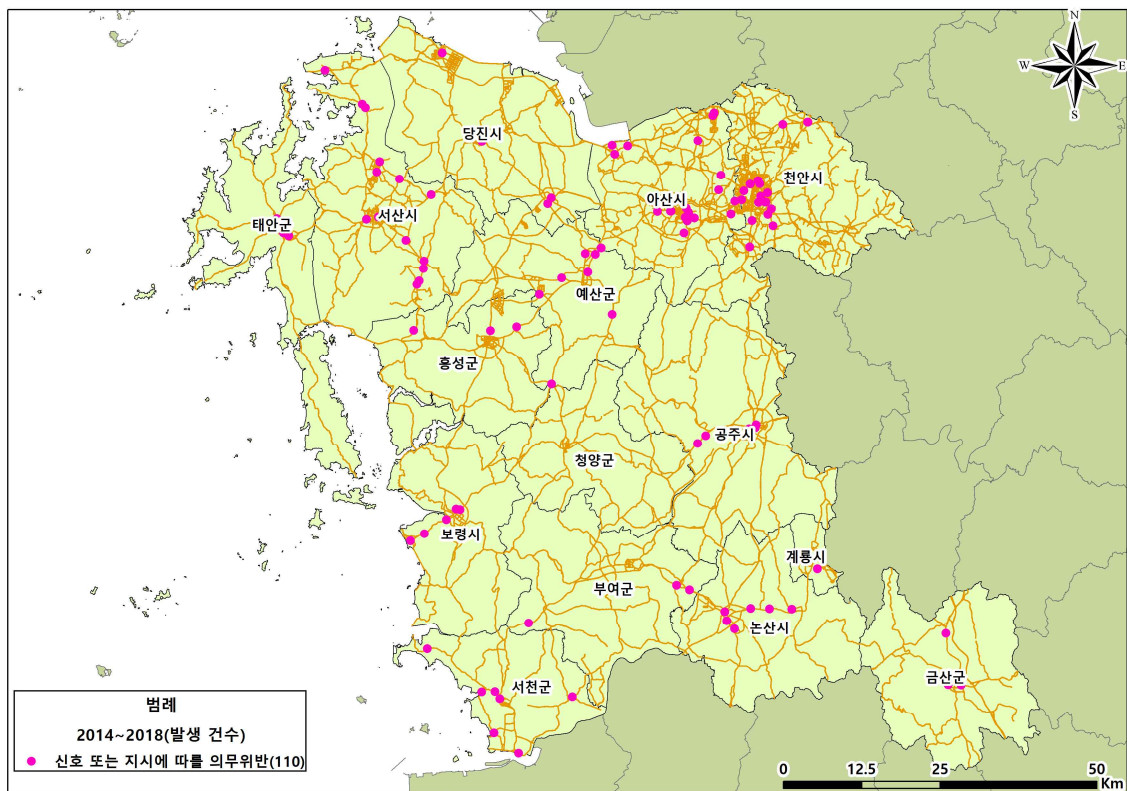 N
W E
S
당진시
천안시
아산시
서산시
태안군
예산군
홍성군
공주시
청양군
보령시
계룡시
부여군
논산시
금산군
서천군
범례
2014~2018(발생 건수)
신호 또는 지시에 따를 의무위반(110)
0 12.5 25 50
Km